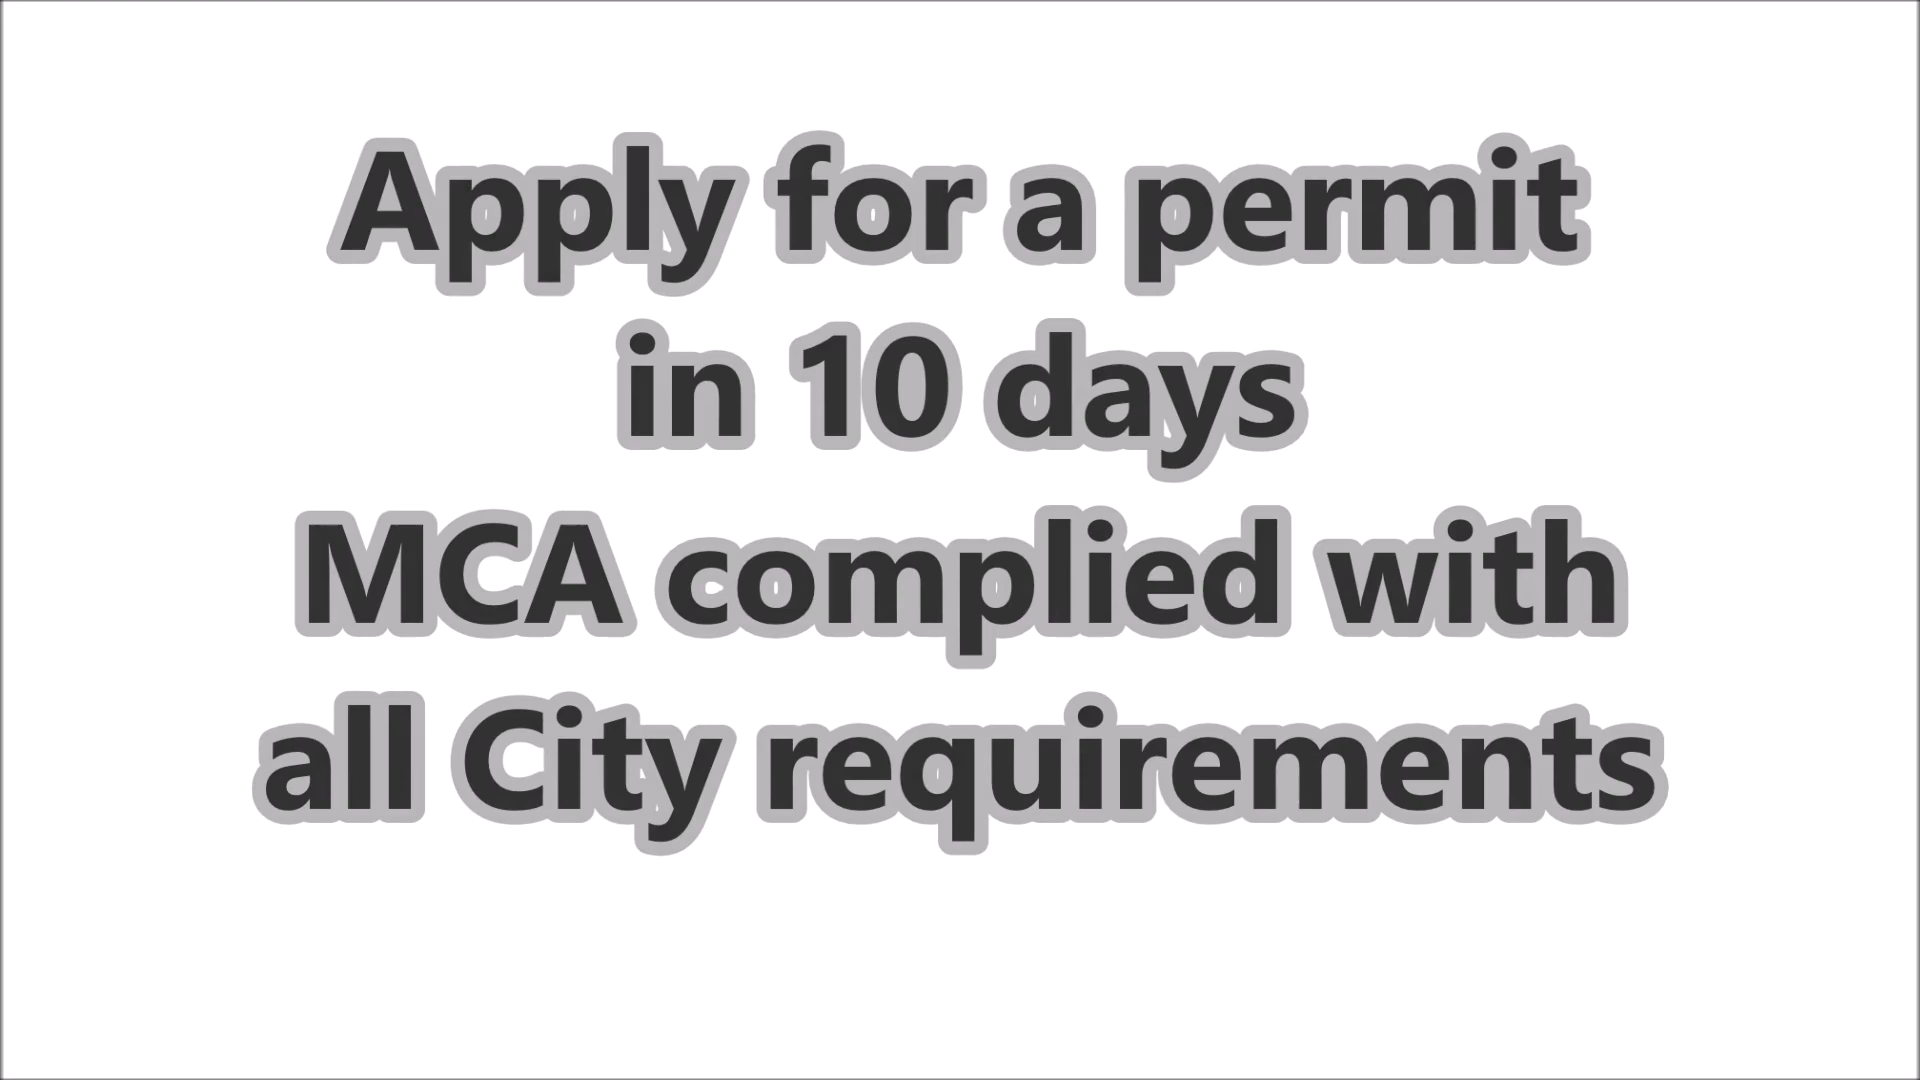 Apply for a permit
in 10 days
MCA complied with
all City requirements